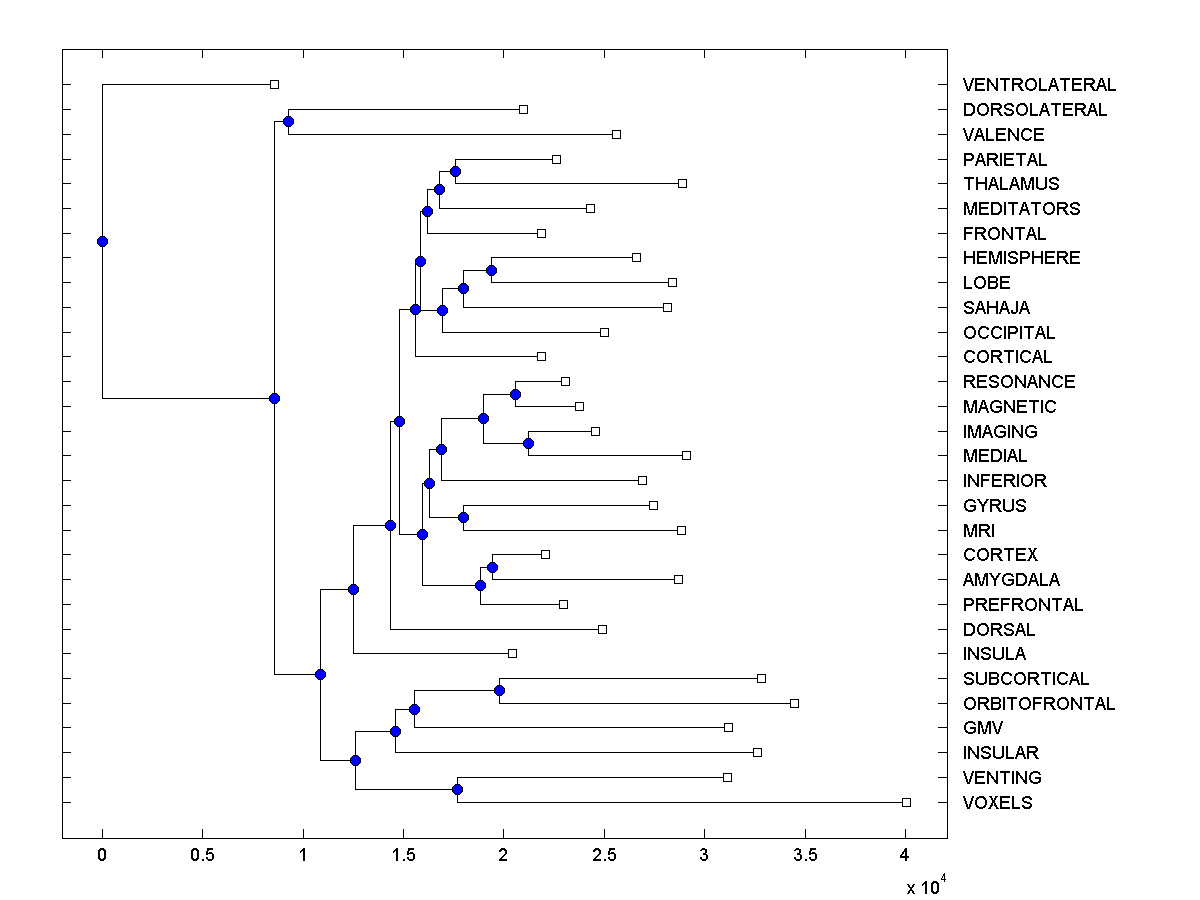 VENTROLATERAL
DORSOLATERAL
VALENCE
PARIETAL
THALAMUS
MEDITATORS
FRONTAL
HEMISPHERE
LOBE
SAHAJA
OCCIPITAL
CORTICAL
RESONANCE
MAGNETIC
IMAGING
MEDIAL
INFERIOR
GYRUS
MRI
CORTEX
AMYGDALA
PREFRONTAL
DORSAL
INSULA
SUBCORTICAL
ORBITOFRONTAL
GMV
INSULAR
VENTING
VOXELS
0 0.5 1 1.5 2 2.5 3 3.5 4
x 10^4